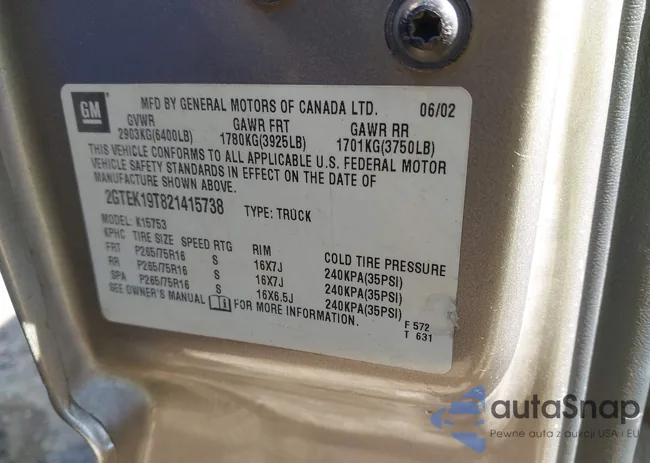 GM
MFD BY GENERAL MOTORS OF CANADA LTD. 06/02
GVWR GAWR FRT GAWR RR
2903KG(6400LB) 1780KG(3925LB) 1701KG(3750LB)
THIS VEHICLE CONFORMS TO ALL APPLICABLE U.S. FEDERAL MOTOR
VEHICLE SAFETY STANDARDS IN EFFECT ON THE DATE OF
MANUFACTURE SHOWN ABOVE.
2GTEK19T821415738 TYPE: TRUCK
MODEL: K15753
KPHC TIRE SIZE SPEED RTG RIM COLD TIRE PRESSURE
FRT P265/75R16 S 16X7J 240KPA(35PSI)
RR P265/75R16 S 16X7J 240KPA(35PSI)
SPA P265/75R16 S 16X6.5J 240KPA(35PSI)
SEE OWNER'S MANUAL FOR MORE INFORMATION.
F 572
T 631
autaSnap
Pewne auta z aukcji USA i EU